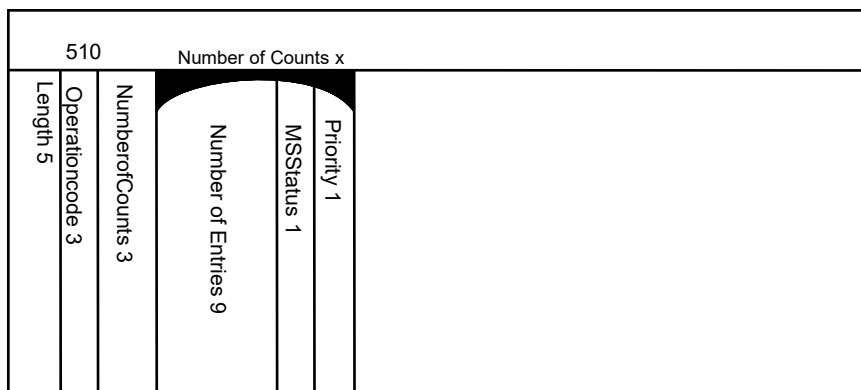 510
Number of Counts x
Length 5
Operationcode 3
NumberofCounts 3
Number of Entries 9
MSStatus 1
Priority 1